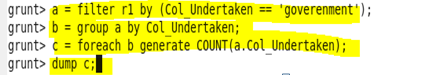 grunt> a = filter r1 by (Col_Undertaken == 'goverenment');
grunt> b = group a by Col_Undertaken;
grunt> c = foreach b generate COUNT(a.Col_Undertaken);
grunt> dump c;